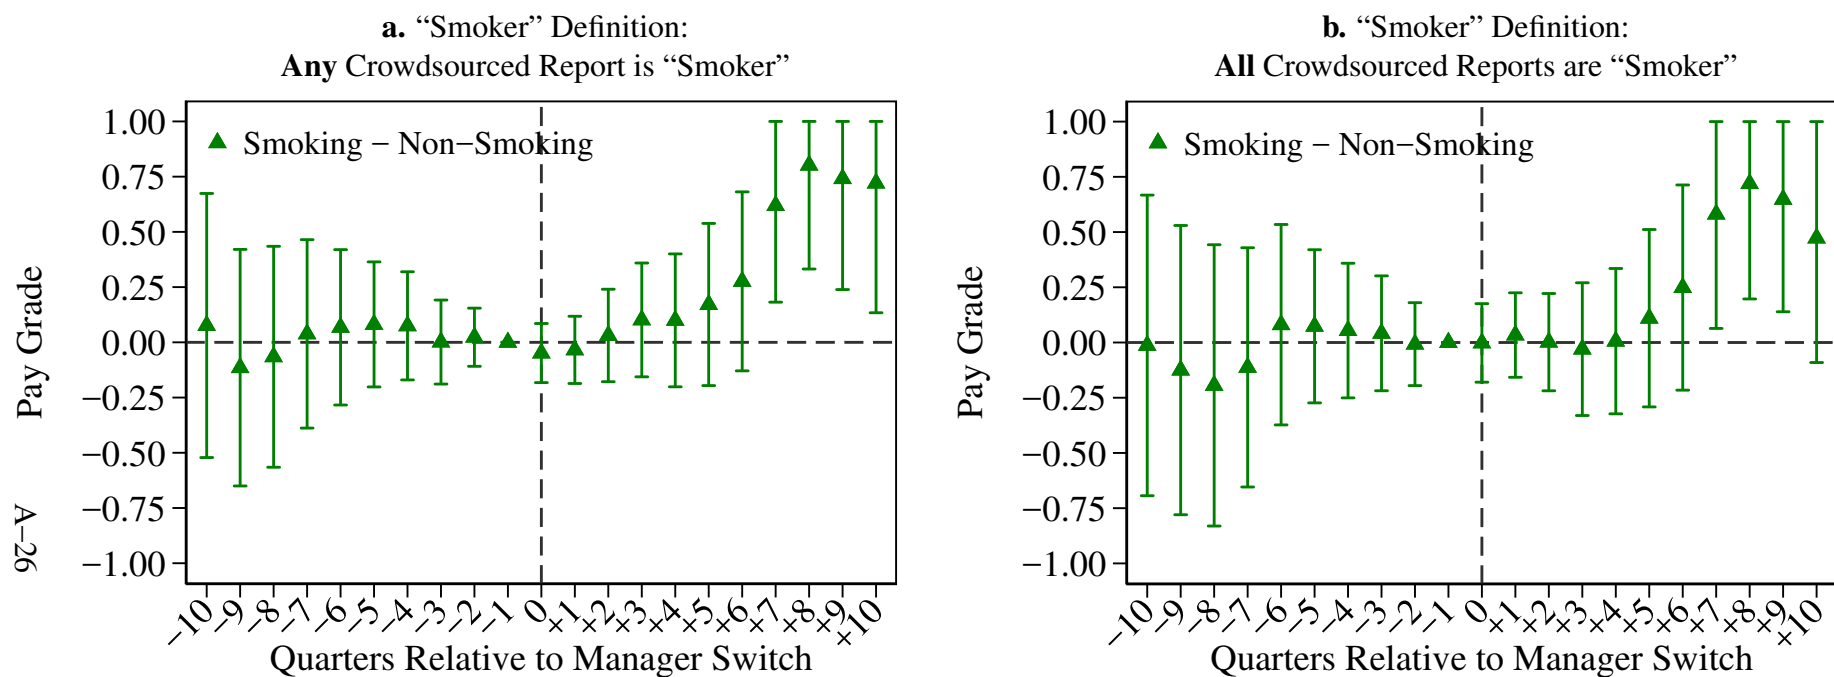 a. “Smoker” Definition:
Any Crowdsourced Report is “Smoker”
Smoking − Non−Smoking
Pay Grade
1.00
0.75
0.50
0.25
0.00
−0.25
−0.50
−0.75
−1.00
−10 −9 −8 −7 −6 −5 −4 −3 −2 −1 0 +1 +2 +3 +4 +5 +6 +7 +8 +9 +10
Quarters Relative to Manager Switch
b. “Smoker” Definition:
All Crowdsourced Reports are “Smoker”
Smoking − Non−Smoking
Pay Grade
1.00
0.75
0.50
0.25
0.00
−0.25
−0.50
−0.75
−1.00
−10 −9 −8 −7 −6 −5 −4 −3 −2 −1 0 +1 +2 +3 +4 +5 +6 +7 +8 +9 +10
Quarters Relative to Manager Switch
A−26